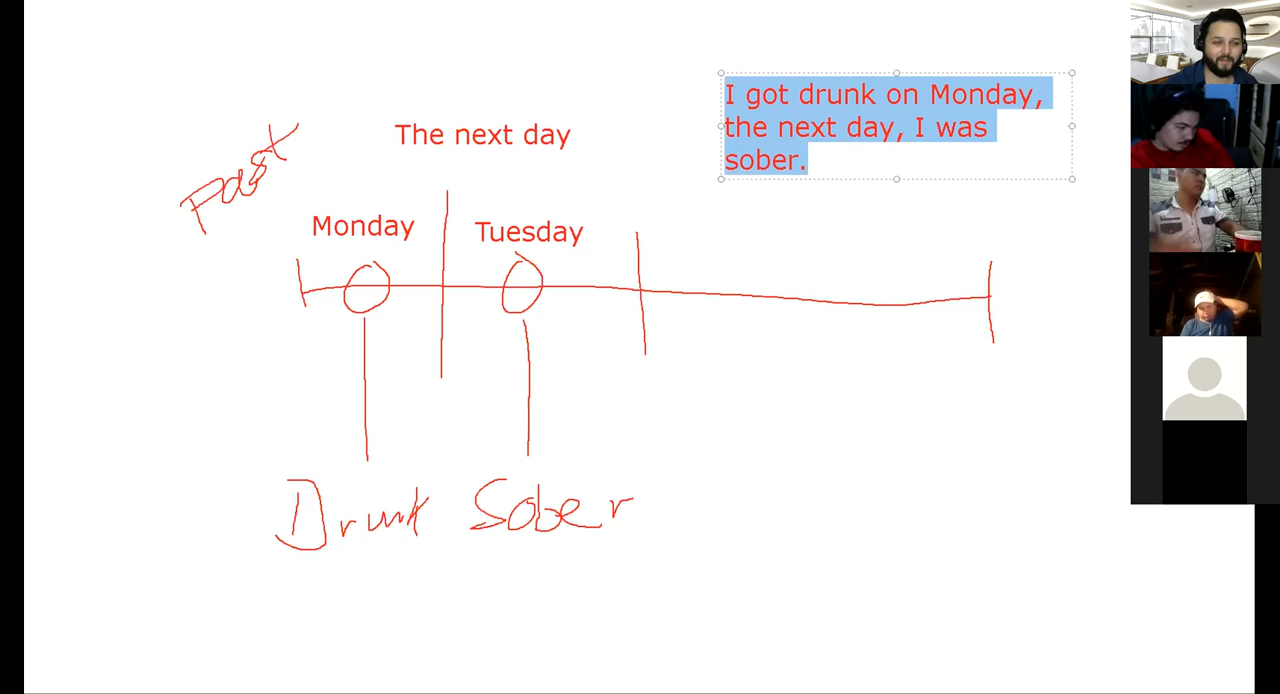 I got drunk on Monday,
the next day, I was
sober.
The next day
Past
Monday
Tuesday
Drunk
Sober